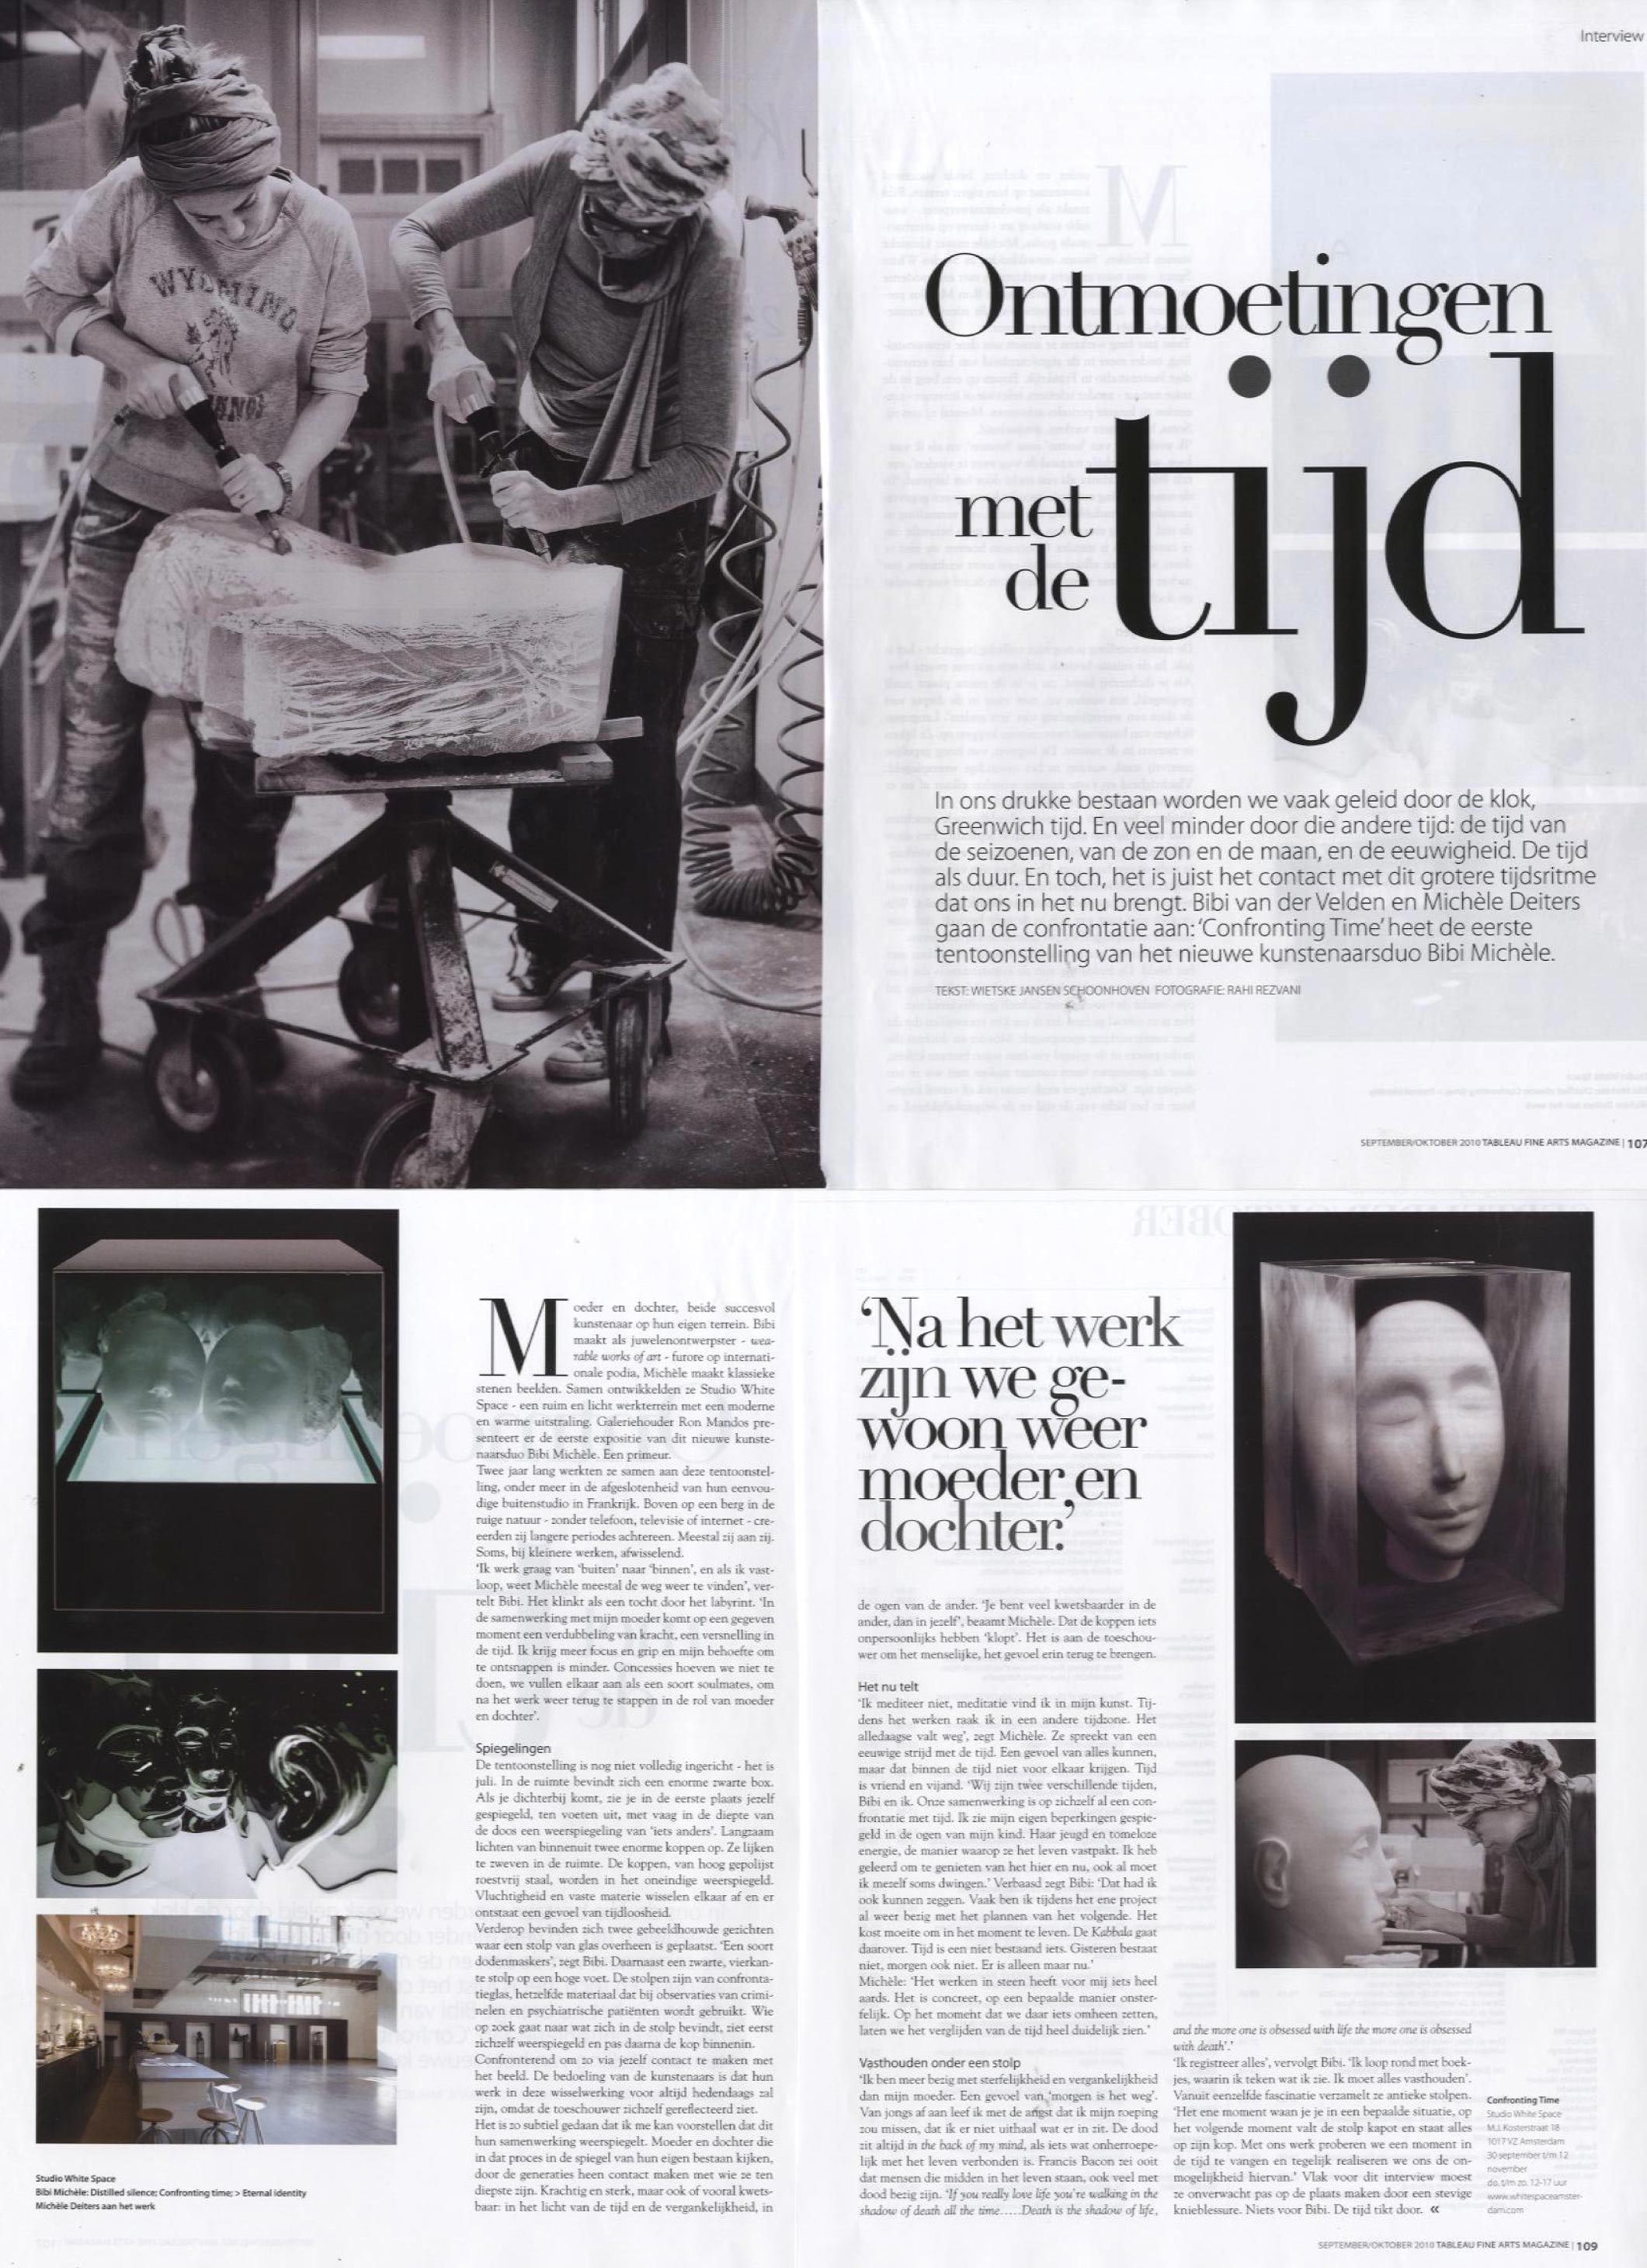 WYOMING
Interview
Ontmoetingen
met
de
tijd
In ons drukke bestaan worden we vaak geleid door de klok,
Greenwich tijd. En veel minder door die andere tijd: de tijd van
de seizoenen, van de zon en de maan, en de eeuwigheid. De tijd
als duur. En toch, het is juist het contact met dit grotere tijdsritme
dat ons in het nu brengt. Bibi van der Velden en Michèle Deiters
gaan de confrontatie aan: ‘Confronting Time’ heet de eerste
tentoonstelling van het nieuwe kunstenaarsduo Bibi Michèle.
TEKST: WIETSKE JANSEN SCHOONHOVEN FOTOGRAFIE: RAHI REZVANI
SEPTEMBER/OKTOBER 2010 TABLEAU FINE ARTS MAGAZINE | 107
Moeder en dochter, beide succesvol
kunstenaar op hun eigen terrein. Bibi
maakt als juwelenontwerpster - wea-
rable works of art - furore op internati-
onale podia, Michèle maakt klassieke
stenen beelden. Samen ontwikkelden ze Studio White
Space - een ruim en licht werkterrein met een moderne
en warme uitstraling. Galeriehouder Ron Mandos pre-
senteert er de eerste expositie van dit nieuwe kunste-
naarsduo Bibi Michèle. Een primeur.
Twee jaar lang werkten ze samen aan deze tentoonstel-
ling, onder meer in de afgeslotenheid van hun eenvou-
dige buitenstudio in Frankrijk. Boven op een berg in de
ruige natuur - zonder telefoon, televisie of internet - cre-
eerden zij langere periodes achtereen. Meestal zij aan zij.
Soms, bij kleinere werken, afwisselend.
‘Ik werk graag van ‘buiten’ naar ‘binnen’, en als ik vast-
loop, weet Michèle meestal de weg weer te vinden’, ver-
telt Bibi. Het klinkt als een tocht door het labyrint. ‘In
de samenwerking met mijn moeder komt op een gegeven
moment een verdubbeling van kracht, een versnelling in
de tijd. Ik krijg meer focus en grip en mijn behoefte om
te ontsnappen is minder. Concessies hoeven we niet te
doen, we vullen elkaar aan als een soort soulmates, om
na het werk weer terug te stappen in de rol van moeder
en dochter’.
Spiegelingen
De tentoonstelling is nog niet volledig ingericht - het is
juli. In de ruimte bevindt zich een enorme zwarte box.
Als je dichterbij komt, zie je in de eerste plaats jezelf
gespiegeld, ten voeten uit, met vaag in de diepte van
de doos een weerspiegeling van ‘iets anders’. Langzaam
lichten van binnenuit twee enorme koppen op. Ze lijken
te zweven in de ruimte. De koppen, van hoog gepolijst
roestvrij staal, worden in het oneindige weerspiegeld.
Vluchtigheid en vaste materie wisselen elkaar af en er
ontstaat een gevoel van tijdloosheid.
Verderop bevinden zich twee gebeeldhouwde gezichten
waar een stolp van glas overheen is geplaatst. ‘Een soort
dodenmaskers’, zegt Bibi. Daarnaast een zwarte, vierkan-
te stolp op een hoge voet. De stolpen zijn van confronta-
tieglas, hetzelfde materiaal dat bij observaties van crimi-
nelen en psychiatrische patiënten wordt gebruikt. Wie
op zoek gaat naar wat zich in de stolp bevindt, ziet eerst
zichzelf weerspiegeld en pas daarna de kop binnenin.
Confronterend om zo via jezelf contact te maken met
het beeld. De bedoeling van de kunstenaars is dat hun
werk in deze wisselwerking voor altijd hedendaags zal
zijn, omdat de toeschouwer zichzelf gereflecteerd ziet.
Het is zo subtiel gedaan dat ik me kan voorstellen dat dit
hun samenwerking weerspiegelt. Moeder en dochter die
in dat proces in de spiegel van hun eigen bestaan kijken,
door de generaties heen contact maken met wie ze ten
diepste zijn. Krachtig en sterk, maar ook of vooral kwets-
baar: in het licht van de tijd en de vergankelijkheid, in
Studio White Space
Bibi Michèle: Distilled silence; Confronting time; > Eternal identity
Michèle Deiters aan het werk
‘Na het werk
zijn we ge-
woon weer
moeder en
dochter.’
de ogen van de ander. ‘Je bent veel kwetsbaarder in de
ander, dan in jezelf’, beaamt Michèle. Dat de koppen iets
onpersoonlijks hebben ‘klopt’. Het is aan de toeschou-
wer om het menselijke, het gevoel erin terug te brengen.
Het nu telt
‘Ik mediteer niet, meditatie vind ik in mijn kunst. Tij-
dens het werken raak ik in een andere tijdzone. Het
alledaagse valt weg’, zegt Michèle. Ze spreekt van een
eeuwige strijd met de tijd. Een gevoel van alles kunnen,
maar dat binnen de tijd niet voor elkaar krijgen. Tijd
is vriend en vijand. ‘Wij zijn twee verschillende tijden,
Bibi en ik. Onze samenwerking is op zichzelf al een con-
frontatie met tijd. Ik zie mijn eigen beperkingen gespie-
geld in de ogen van mijn kind. Haar jeugd en tomeloze
energie, de manier waarop ze het leven vastpakt. Ik heb
geleerd om te genieten van het hier en nu, ook al moet
ik mezelf soms dwingen.’ Verbaasd zegt Bibi: ‘Dat had ik
ook kunnen zeggen. Vaak ben ik tijdens het ene project
al weer bezig met het plannen van het volgende. Het
kost moeite om in het moment te leven. De Kabbala gaat
daarover. Tijd is een niet bestaand iets. Gisteren bestaat
niet, morgen ook niet. Er is alleen maar nu.’
Michèle: ‘Het werken in steen heeft voor mij iets heel
aards. Het is concreet, op een bepaalde manier onster-
felijk. Op het moment dat we daar iets omheen zetten,
laten we het verglijden van de tijd heel duidelijk zien.’
Vasthouden onder een stolp
‘Ik ben meer bezig met sterfelijkheid en vergankelijkheid
dan mijn moeder. Een gevoel van ‘morgen is het weg’.
Van jongs af aan leef ik met de angst dat ik mijn roeping
zou missen, dat ik er niet uithaal wat er in zit. De dood
zit altijd in the back of my mind, als iets wat onherroepe-
lijk met het leven verbonden is. Francis Bacon zei ooit
dat mensen die midden in het leven staan, ook veel met
dood bezig zijn. ‘If you really love life you're walking in the
shadow of death all the time.....Death is the shadow of life,
and the more one is obsessed with life the more one is obsessed
with death’.’
‘Ik registreer alles’, vervolgt Bibi. ‘Ik loop rond met boek-
jes, waarin ik teken wat ik zie. Ik moet alles vasthouden’.
Vanuit eenzelfde fascinatie verzamelt ze antieke stolpen.
‘Het ene moment waan je je in een bepaalde situatie, op
het volgende moment valt de stolp kapot en staat alles
op zijn kop. Met ons werk proberen we een moment in
de tijd te vangen en tegelijk realiseren we ons de on-
mogelijkheid hiervan.’ Vlak voor dit interview moest
ze onverwacht pas op de plaats maken door een stevige
knieblessure. Niets voor Bibi. De tijd tikt door. «
Confronting Time
Studio White Space
M.J. Kosterstraat 18
1017 VZ Amsterdam
30 september t/m 12
november
do. t/m zo. 12-17 uur
www.whitespaceamster-
dam.com
SEPTEMBER/OKTOBER 2010 TABLEAU FINE ARTS MAGAZINE | 109